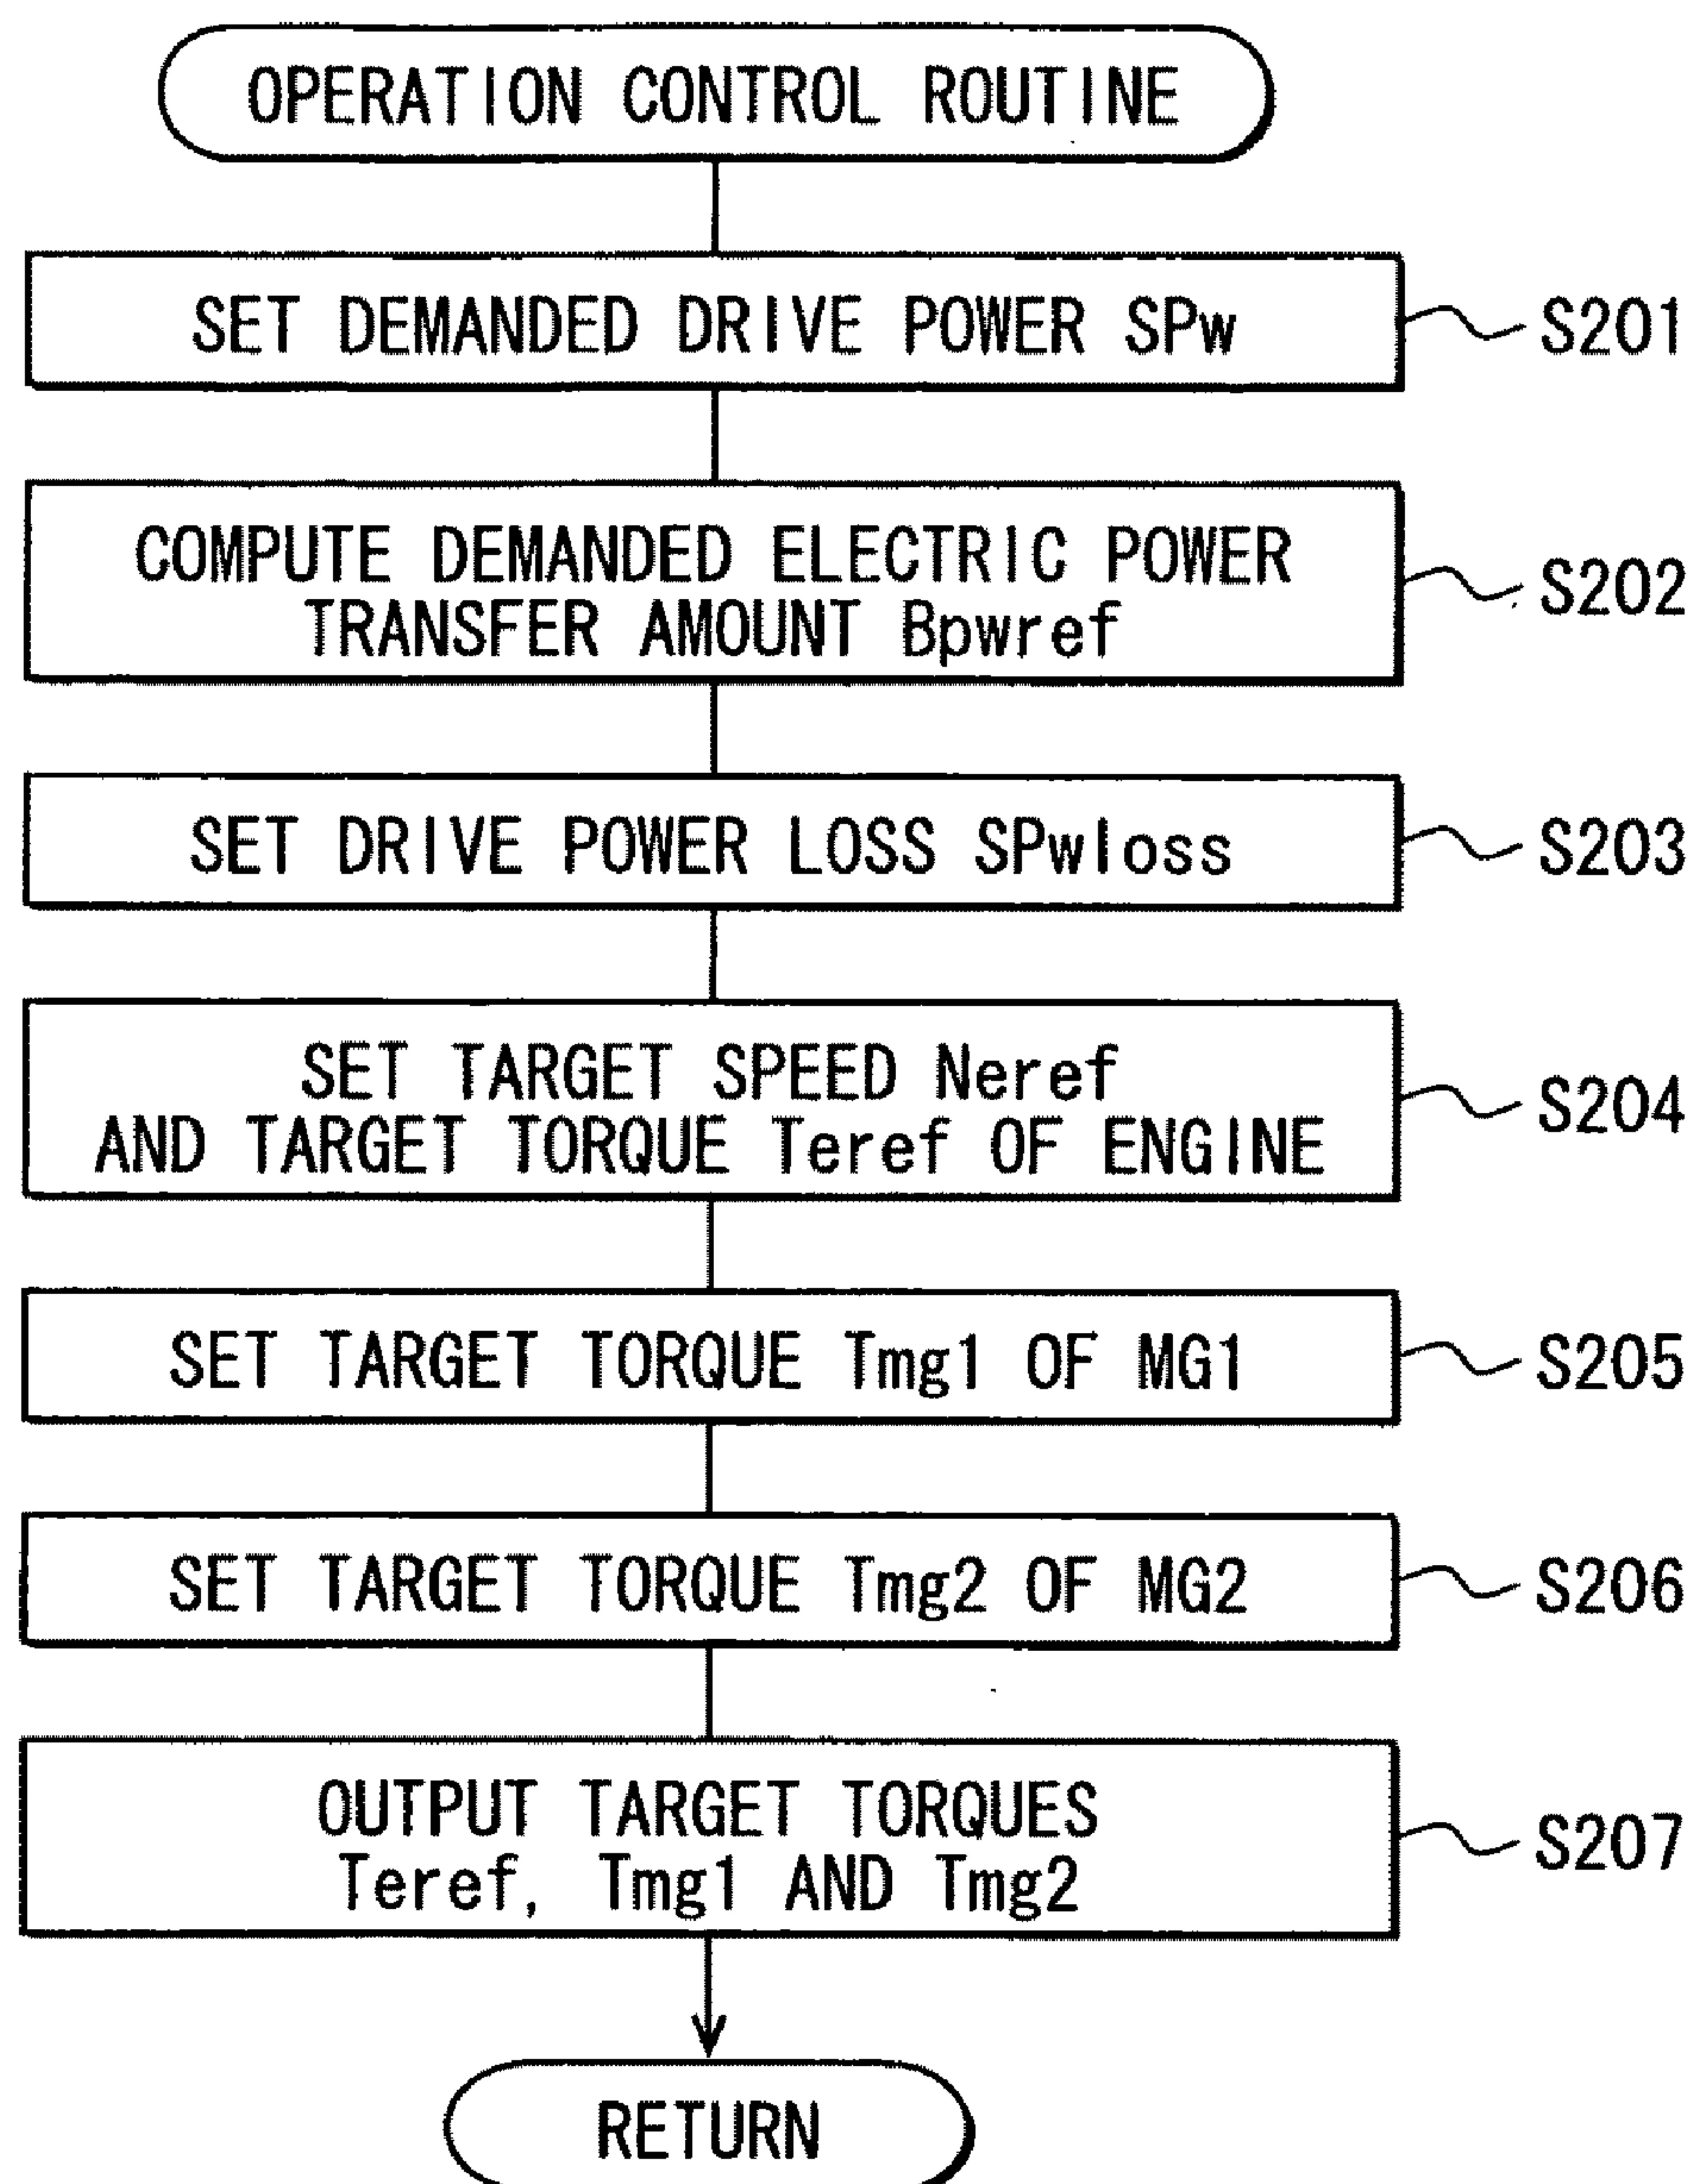 OPERATION CONTROL ROUTINE
SET DEMANDED DRIVE POWER SPw
S201
COMPUTE DEMANDED ELECTRIC POWER
TRANSFER AMOUNT Bpwref
S202
SET DRIVE POWER LOSS SPwloss
S203
SET TARGET SPEED Neref
AND TARGET TORQUE Teref OF ENGINE
S204
SET TARGET TORQUE Tmg1 OF MG1
S205
SET TARGET TORQUE Tmg2 OF MG2
S206
OUTPUT TARGET TORQUES
Teref, Tmg1 AND Tmg2
S207
RETURN